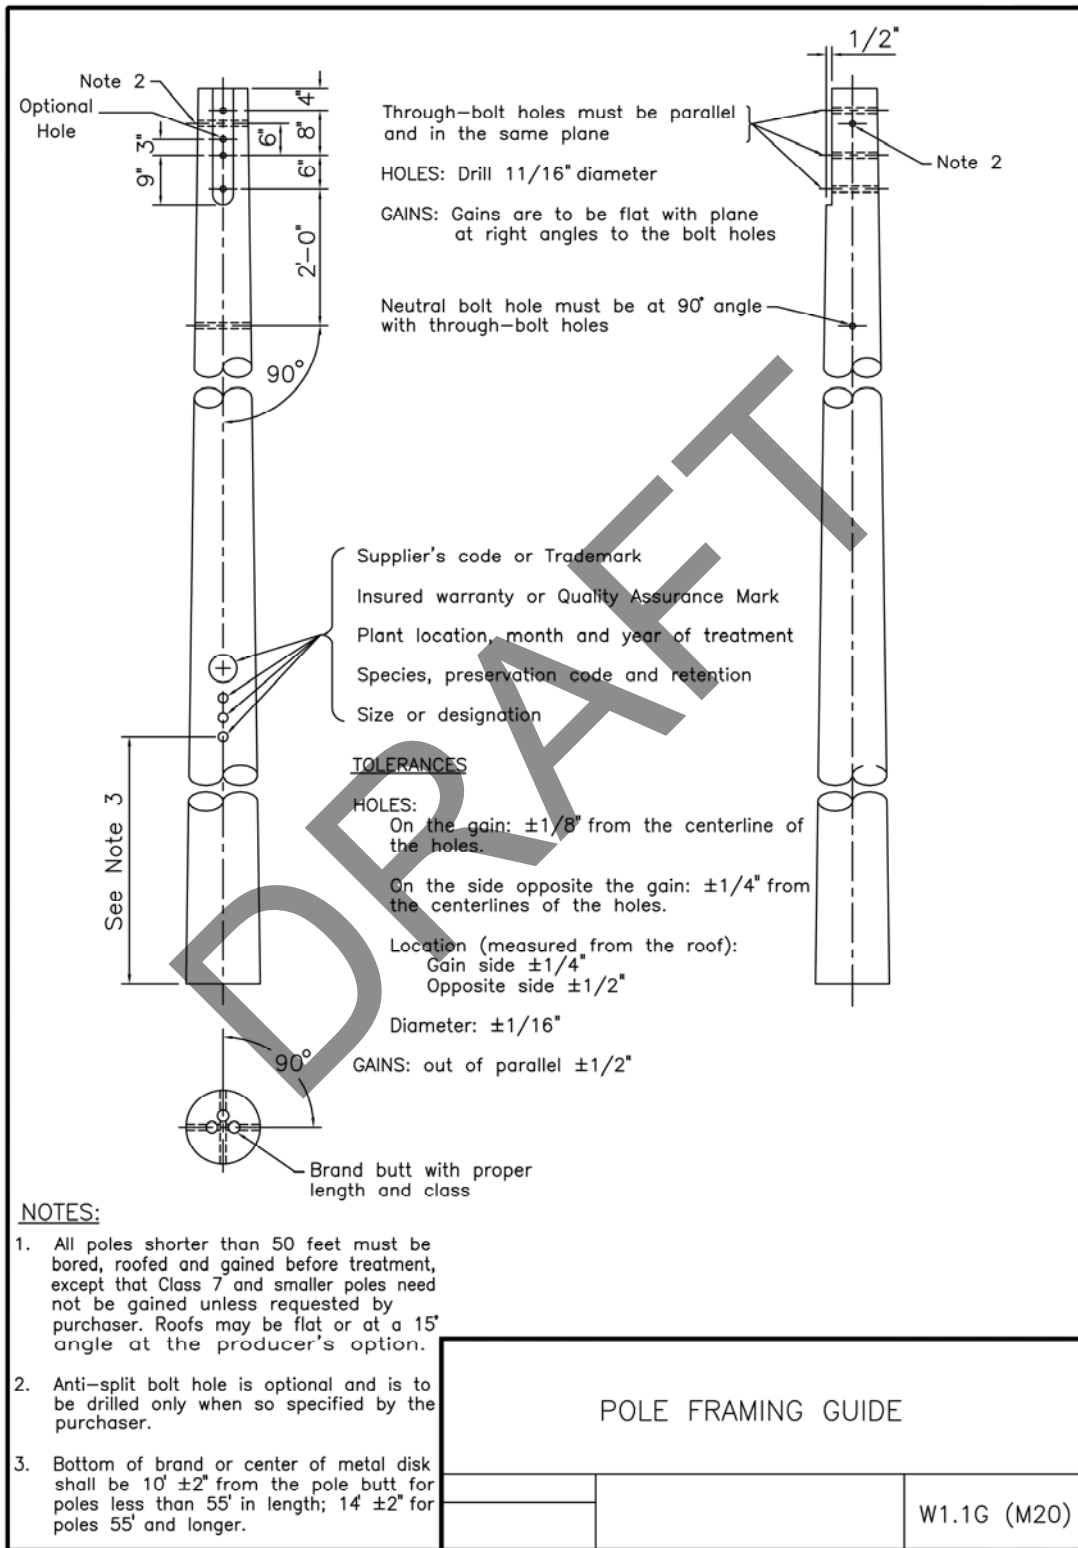 1/2"
Note 2
Optional
Hole
4"
3"
6"
8"
9"
6"
2'-0"
Through-bolt holes must be parallel
and in the same plane
Note 2
HOLES: Drill 11/16" diameter
GAINS: Gains are to be flat with plane
at right angles to the bolt holes
Neutral bolt hole must be at 90° angle
with through-bolt holes
90°
Supplier's code or Trademark
Insured warranty or Quality Assurance Mark
Plant location, month and year of treatment
Species, preservation code and retention
Size or designation
DRAFT
See Note 3
TOLERANCES
HOLES:
On the gain: ±1/8" from the centerline of
the holes.
On the side opposite the gain: ±1/4" from
the centerlines of the holes.
Location (measured from the roof):
Gain side ±1/4"
Opposite side ±1/2"
Diameter: ±1/16"
GAINS: out of parallel ±1/2"
90°
Brand butt with proper
length and class
NOTES:
1. All poles shorter than 50 feet must be
bored, roofed and gained before treatment,
except that Class 7 and smaller poles need
not be gained unless requested by
purchaser. Roofs may be flat or at a 15°
angle at the producer's option.
2. Anti-split bolt hole is optional and is to
be drilled only when so specified by the
purchaser.
3. Bottom of brand or center of metal disk
shall be 10' ±2" from the pole butt for
poles less than 55' in length; 14' ±2" for
poles 55' and longer.
POLE FRAMING GUIDE
W1.1G (M20)